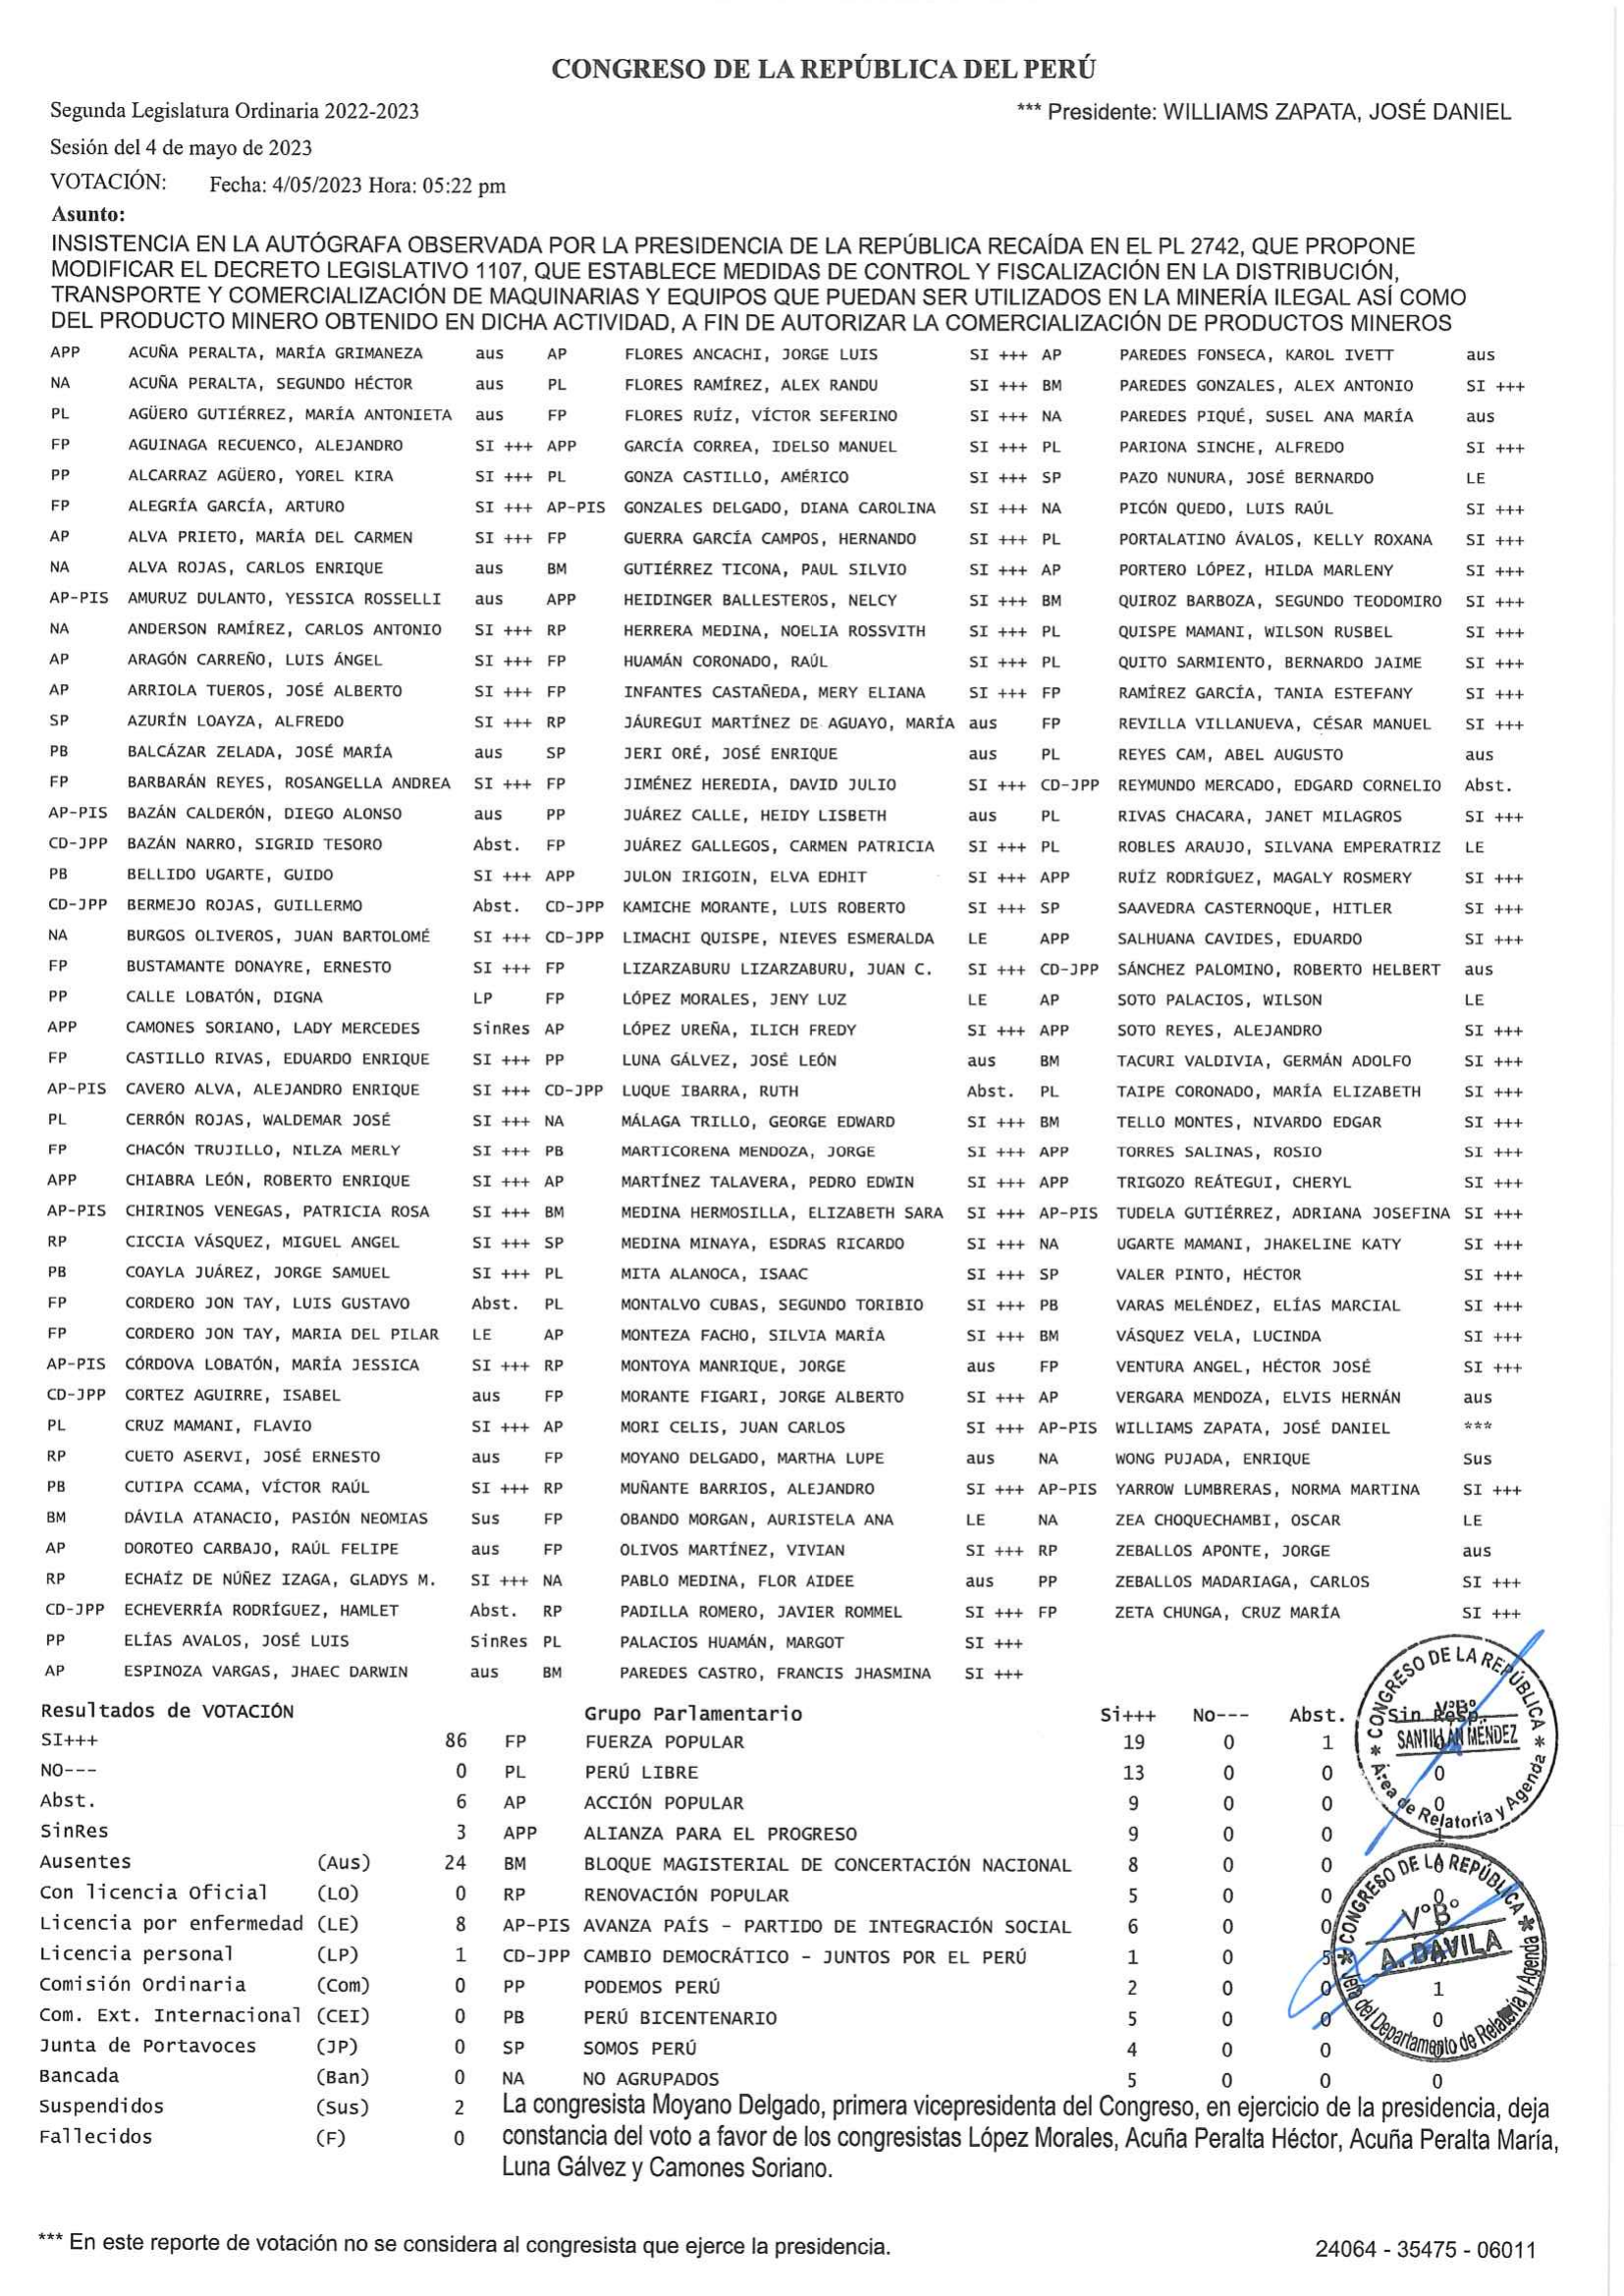 CONGRESO DE LA REPÚBLICA DEL PERÚ
Segunda Legislatura Ordinaria 2022-2023 *** Presidente: WILLIAMS ZAPATA, JOSÉ DANIEL
Sesión del 4 de mayo de 2023
VOTACIÓN: Fecha: 4/05/2023 Hora: 05:22 pm
Asunto:
INSISTENCIA EN LA AUTÓGRAFA OBSERVADA POR LA PRESIDENCIA DE LA REPÚBLICA RECAÍDA EN EL PL 2742, QUE PROPONE
MODIFICAR EL DECRETO LEGISLATIVO 1107, QUE ESTABLECE MEDIDAS DE CONTROL Y FISCALIZACIÓN EN LA DISTRIBUCIÓN,
TRANSPORTE Y COMERCIALIZACIÓN DE MAQUINARIAS Y EQUIPOS QUE PUEDAN SER UTILIZADOS EN LA MINERÍA ILEGAL ASÍ COMO
DEL PRODUCTO MINERO OBTENIDO EN DICHA ACTIVIDAD, A FIN DE AUTORIZAR LA COMERCIALIZACIÓN DE PRODUCTOS MINEROS
APP ACUÑA PERALTA, MARÍA GRIMANEZA aus AP FLORES ANCACHI, JORGE LUIS SI +++ AP PAREDES FONSECA, KAROL IVETT aus
NA ACUÑA PERALTA, SEGUNDO HÉCTOR aus PL FLORES RAMÍREZ, ALEX RANDU SI +++ BM PAREDES GONZALES, ALEX ANTONIO SI +++
PL AGÜERO GUTIÉRREZ, MARÍA ANTONIETA aus FP FLORES RUÍZ, VÍCTOR SEFERINO SI +++ NA PAREDES PIQUÉ, SUSEL ANA MARÍA aus
FP AGUINAGA RECUENCO, ALEJANDRO SI +++ APP GARCÍA CORREA, IDELSO MANUEL SI +++ PL PARIONA SINCHE, ALFREDO SI +++
PP ALCARRAZ AGÜERO, YOREL KIRA SI +++ PL GONZA CASTILLO, AMÉRICO SI +++ SP PAZO NUNURA, JOSÉ BERNARDO LE
FP ALEGRÍA GARCÍA, ARTURO SI +++ AP-PIS GONZALES DELGADO, DIANA CAROLINA SI +++ NA PICÓN QUEDO, LUIS RAÚL SI +++
AP ALVA PRIETO, MARÍA DEL CARMEN SI +++ FP GUERRA GARCÍA CAMPOS, HERNANDO SI +++ PL PORTALATINO ÁVALOS, KELLY ROXANA SI +++
NA ALVA ROJAS, CARLOS ENRIQUE aus BM GUTIÉRREZ TICONA, PAUL SILVIO SI +++ AP PORTERO LÓPEZ, HILDA MARLENY SI +++
AP-PIS AMURUZ DULANTO, YESSICA ROSSELLI aus APP HEIDINGER BALLESTEROS, NELCY SI +++ BM QUIROZ BARBOZA, SEGUNDO TEODOMIRO SI +++
NA ANDERSON RAMÍREZ, CARLOS ANTONIO SI +++ RP HERRERA MEDINA, NOELIA ROSSVITH SI +++ PL QUISPE MAMANI, WILSON RUSBEL SI +++
AP ARAGÓN CARREÑO, LUIS ÁNGEL SI +++ FP HUAMÁN CORONADO, RAÚL SI +++ PL QUITO SARMIENTO, BERNARDO JAIME SI +++
AP ARRIOLA TUEROS, JOSÉ ALBERTO SI +++ FP INFANTES CASTAÑEDA, MERY ELIANA SI +++ FP RAMÍREZ GARCÍA, TANIA ESTEFANY SI +++
SP AZURÍN LOAYZA, ALFREDO SI +++ RP JÁUREGUI MARTÍNEZ DE AGUAYO, MARÍA aus FP REVILLA VILLANUEVA, CÉSAR MANUEL SI +++
PB BALCÁZAR ZELADA, JOSÉ MARÍA aus SP JERI ORÉ, JOSÉ ENRIQUE aus PL REYES CAM, ABEL AUGUSTO aus
FP BARBARÁN REYES, ROSANGELLA ANDREA SI +++ FP JIMÉNEZ HEREDIA, DAVID JULIO SI +++ CD-JPP REYMUNDO MERCADO, EDGARD CORNELIO Abst.
AP-PIS BAZÁN CALDERÓN, DIEGO ALONSO aus PP JUÁREZ CALLE, HEIDY LISBETH aus PL RIVAS CHACARA, JANET MILAGROS SI +++
CD-JPP BAZÁN NARRO, SIGRID TESORO Abst. FP JUÁREZ GALLEGOS, CARMEN PATRICIA SI +++ PL ROBLES ARAUJO, SILVANA EMPERATRIZ LE
PB BELLIDO UGARTE, GUIDO SI +++ APP JULON IRIGOIN, ELVA EDHIT SI +++ APP RUÍZ RODRÍGUEZ, MAGALY ROSMERY SI +++
CD-JPP BERMEJO ROJAS, GUILLERMO Abst. CD-JPP KAMICHE MORANTE, LUIS ROBERTO SI +++ SP SAAVEDRA CASTERNOQUE, HITLER SI +++
NA BURGOS OLIVEROS, JUAN BARTOLOMÉ SI +++ CD-JPP LIMACHI QUISPE, NIEVES ESMERALDA LE APP SALHUANA CAVIDES, EDUARDO SI +++
FP BUSTAMANTE DONAYRE, ERNESTO SI +++ FP LIZARZABURU LIZARZABURU, JUAN C. SI +++ CD-JPP SÁNCHEZ PALOMINO, ROBERTO HELBERT aus
PP CALLE LOBATÓN, DIGNA LP FP LÓPEZ MORALES, JENY LUZ LE AP SOTO PALACIOS, WILSON LE
APP CAMONES SORIANO, LADY MERCEDES SinRes AP LÓPEZ UREÑA, ILICH FREDY SI +++ APP SOTO REYES, ALEJANDRO SI +++
FP CASTILLO RIVAS, EDUARDO ENRIQUE SI +++ PP LUNA GÁLVEZ, JOSÉ LEÓN aus BM TACURI VALDIVIA, GERMÁN ADOLFO SI +++
AP-PIS CAVERO ALVA, ALEJANDRO ENRIQUE SI +++ CD-JPP LUQUE IBARRA, RUTH Abst. PL TAIPE CORONADO, MARÍA ELIZABETH SI +++
PL CERRÓN ROJAS, WALDEMAR JOSÉ SI +++ NA MÁLAGA TRILLO, GEORGE EDWARD SI +++ BM TELLO MONTES, NIVARDO EDGAR SI +++
FP CHACÓN TRUJILLO, NILZA MERLY SI +++ PB MARTICORENA MENDOZA, JORGE SI +++ APP TORRES SALINAS, ROSIO SI +++
APP CHIABRA LEÓN, ROBERTO ENRIQUE SI +++ AP MARTÍNEZ TALAVERA, PEDRO EDWIN SI +++ APP TRIGOZO REÁTEGUI, CHERYL SI +++
AP-PIS CHIRINOS VENEGAS, PATRICIA ROSA SI +++ BM MEDINA HERMOSILLA, ELIZABETH SARA SI +++ AP-PIS TUDELA GUTIÉRREZ, ADRIANA JOSEFINA SI +++
RP CICCIA VÁSQUEZ, MIGUEL ANGEL SI +++ SP MEDINA MINAYA, ESDRAS RICARDO SI +++ NA UGARTE MAMANI, JHAKELINE KATY SI +++
PB COAYLA JUÁREZ, JORGE SAMUEL SI +++ PL MITA ALANOCA, ISAAC SI +++ SP VALER PINTO, HÉCTOR SI +++
FP CORDERO JON TAY, LUIS GUSTAVO Abst. PL MONTALVO CUBAS, SEGUNDO TORIBIO SI +++ PB VARAS MELÉNDEZ, ELÍAS MARCIAL SI +++
FP CORDERO JON TAY, MARIA DEL PILAR LE AP MONTEZA FACHO, SILVIA MARÍA SI +++ BM VÁSQUEZ VELA, LUCINDA SI +++
AP-PIS CÓRDOVA LOBATÓN, MARÍA JESSICA SI +++ RP MONTOYA MANRIQUE, JORGE aus FP VENTURA ANGEL, HÉCTOR JOSÉ SI +++
CD-JPP CORTEZ AGUIRRE, ISABEL aus FP MORANTE FIGARI, JORGE ALBERTO SI +++ AP VERGARA MENDOZA, ELVIS HERNÁN aus
PL CRUZ MAMANI, FLAVIO SI +++ AP MORI CELIS, JUAN CARLOS SI +++ AP-PIS WILLIAMS ZAPATA, JOSÉ DANIEL ***
RP CUETO ASERVI, JOSÉ ERNESTO aus FP MOYANO DELGADO, MARTHA LUPE aus NA WONG PUJADA, ENRIQUE Sus
PB CUTIPA CCAMA, VÍCTOR RAÚL SI +++ RP MUÑANTE BARRIOS, ALEJANDRO SI +++ AP-PIS YARROW LUMBRERAS, NORMA MARTINA SI +++
BM DÁVILA ATANACIO, PASIÓN NEOMIAS Sus FP OBANDO MORGAN, AURISTELA ANA LE NA ZEA CHOQUECHAMBI, OSCAR LE
AP DOROTEO CARBAJO, RAÚL FELIPE aus FP OLIVOS MARTÍNEZ, VIVIAN SI +++ RP ZEBALLOS APONTE, JORGE aus
RP ECHAÍZ DE NÚÑEZ IZAGA, GLADYS M. SI +++ NA PABLO MEDINA, FLOR AIDEE aus PP ZEBALLOS MADARIAGA, CARLOS SI +++
CD-JPP ECHEVERRÍA RODRÍGUEZ, HAMLET Abst. RP PADILLA ROMERO, JAVIER ROMMEL SI +++ FP ZETA CHUNGA, CRUZ MARÍA SI +++
PP ELÍAS AVALOS, JOSÉ LUIS SinRes PL PALACIOS HUAMÁN, MARGOT SI +++
AP ESPINOZA VARGAS, JHAEC DARWIN aus BM PAREDES CASTRO, FRANCIS JHASMINA SI +++
Resultados de VOTACIÓN Grupo Parlamentario Si+++ No--- Abst. Sin Resp.
SI+++ 86 FP FUERZA POPULAR 19 0 1
NO--- 0 PL PERÚ LIBRE 13 0 0 0
Abst. 6 AP ACCIÓN POPULAR 9 0 0 0
SinRes 3 APP ALIANZA PARA EL PROGRESO 9 0 0 1
Ausentes (Aus) 24 BM BLOQUE MAGISTERIAL DE CONCERTACIÓN NACIONAL 8 0 0 0
Con licencia Oficial (LO) 0 RP RENOVACIÓN POPULAR 5 0 0 0
Licencia por enfermedad (LE) 8 AP-PIS AVANZA PAÍS - PARTIDO DE INTEGRACIÓN SOCIAL 6 0 0
Licencia personal (LP) 1 CD-JPP CAMBIO DEMOCRÁTICO - JUNTOS POR EL PERÚ 1 0 5
Comisión Ordinaria (Com) 0 PP PODEMOS PERÚ 2 0 0 1
Com. Ext. Internacional (CEI) 0 PB PERÚ BICENTENARIO 5 0 0 0
Junta de Portavoces (JP) 0 SP SOMOS PERÚ 4 0 0
Bancada (Ban) 0 NA NO AGRUPADOS 5 0 0 0
Suspendidos (Sus) 2
Fallecidos (F) 0
La congresista Moyano Delgado, primera vicepresidenta del Congreso, en ejercicio de la presidencia, deja
constancia del voto a favor de los congresistas López Morales, Acuña Peralta Héctor, Acuña Peralta María,
Luna Gálvez y Camones Soriano.
CONGRESO DE LA REPÚBLICA
V°B°
SANTILLÁN MÉNDEZ
Área de Relatoría y Agenda
CONGRESO DE LA REPÚBLICA
V°B°
A. DAVILA
Jefa del Departamento de Relatoría y Agenda
*** En este reporte de votación no se considera al congresista que ejerce la presidencia. 24064 - 35475 - 06011